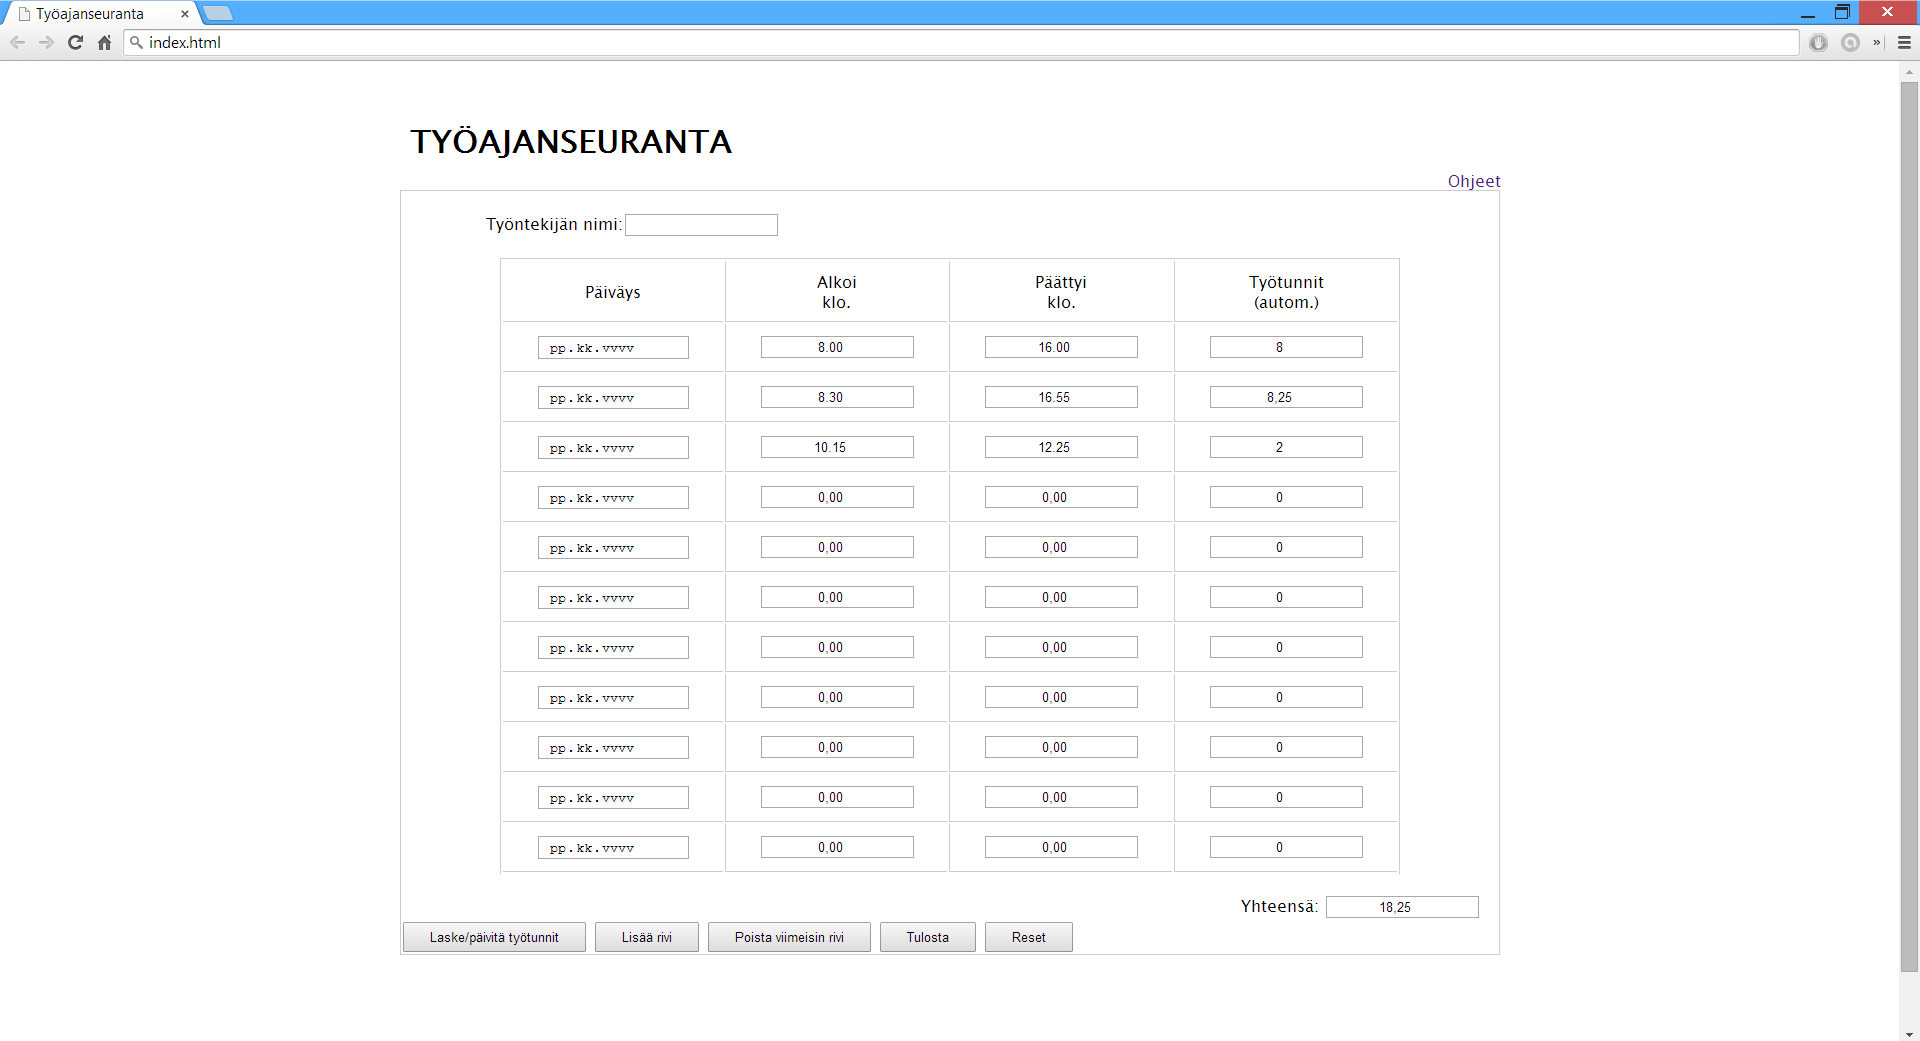 Työajanseuranta
index.html
TYÖAJANSEURANTA
Ohjeet
Työntekijän nimi:
Päiväys
Alkoi
klo.
Päättyi
klo.
Työtunnit
(autom.)
pp.kk.vvvv 8.00 16.00 8
pp.kk.vvvv 8.30 16.55 8,25
pp.kk.vvvv 10.15 12.25 2
pp.kk.vvvv 0,00 0,00 0
pp.kk.vvvv 0,00 0,00 0
pp.kk.vvvv 0,00 0,00 0
pp.kk.vvvv 0,00 0,00 0
pp.kk.vvvv 0,00 0,00 0
pp.kk.vvvv 0,00 0,00 0
pp.kk.vvvv 0,00 0,00 0
pp.kk.vvvv 0,00 0,00 0
Yhteensä: 18,25
Laske/päivitä työtunnit Lisää rivi Poista viimeisin rivi Tulosta Reset